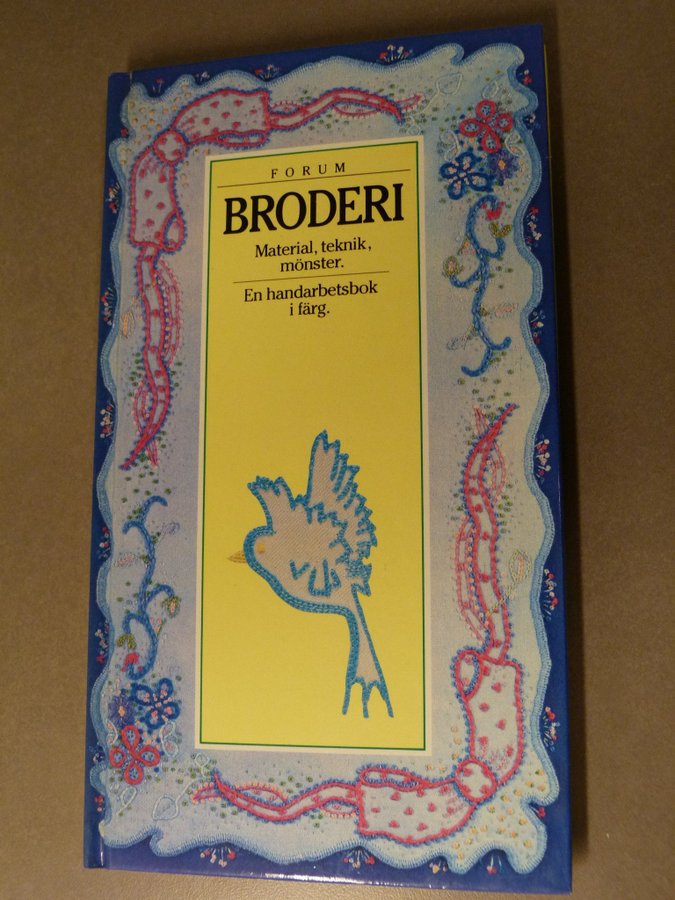 FORUM
BRODERI
Material, teknik,
mönster.
En handarbetsbok
i färg.